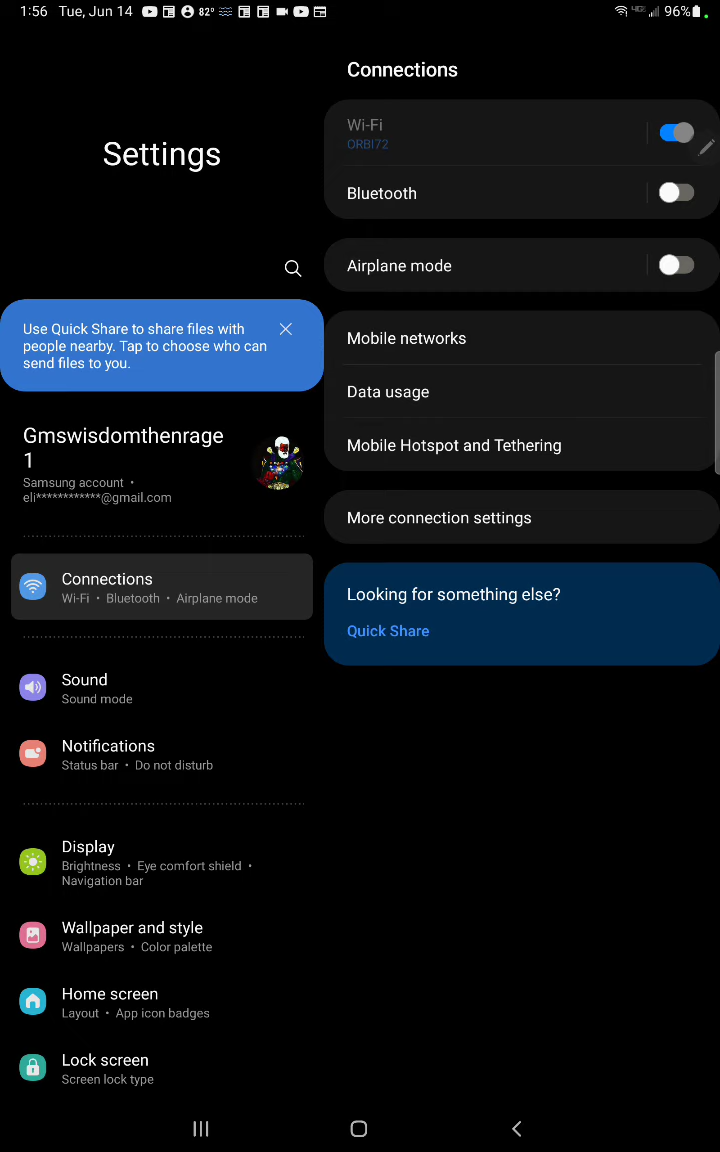 1:56 Tue, Jun 14 82° 96%
Settings
Use Quick Share to share files with
people nearby. Tap to choose who can
send files to you.
Gmswisdomthenrage
1
Samsung account •
eli************@gmail.com
Connections
Wi-Fi • Bluetooth • Airplane mode
Sound
Sound mode
Notifications
Status bar • Do not disturb
Display
Brightness • Eye comfort shield •
Navigation bar
Wallpaper and style
Wallpapers • Color palette
Home screen
Layout • App icon badges
Lock screen
Screen lock type
Connections
Wi-Fi
ORBI72
Bluetooth
Airplane mode
Mobile networks
Data usage
Mobile Hotspot and Tethering
More connection settings
Looking for something else?
Quick Share